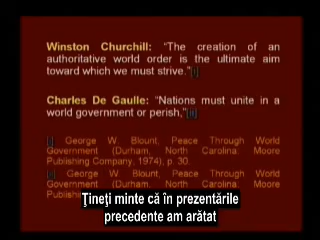 Winston Churchill: "The creation of an
authoritative world order is the ultimate aim
toward which we must strive."[i]
Charles De Gaulle: "Nations must unite in a
world government or perish,"[ii]
[i] George W. Blount, Peace Through World
Government (Durham, North Carolina: Moore
Publishing Company, 1974), p. 30.
[ii] George W. Blount, Peace Through World
Government (Durham, North Carolina: Moore
Publishing
Ţineţi minte că în prezentările
precedente am arătat